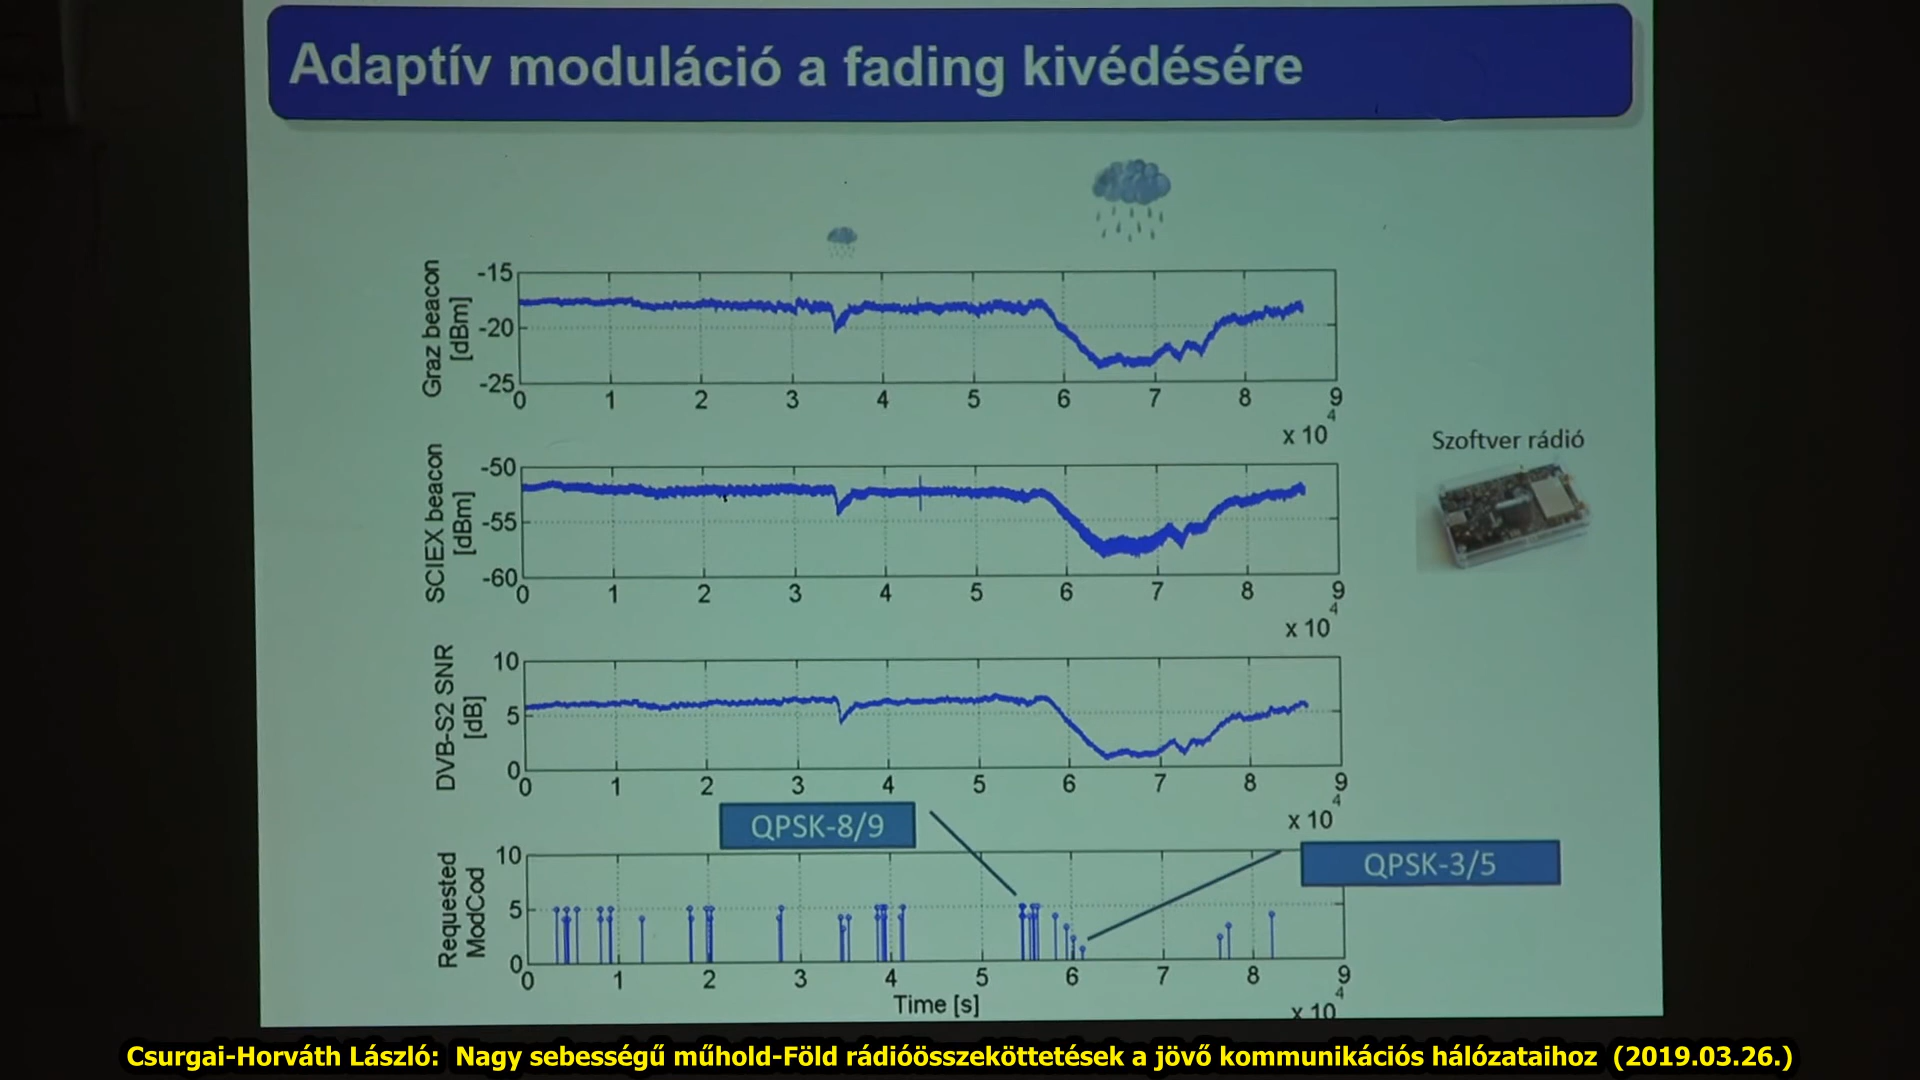 Adaptív moduláció a fading kivédésére
Graz beacon
[dBm]
-15
-20
-25
0 1 2 3 4 5 6 7 8 9
x 10 4
SCIEX beacon
[dBm]
-50
-55
-60
0 1 2 3 4 5 6 7 8 9
x 10 4
Szoftver rádió
DVB-S2 SNR
[dB]
10
5
0
0 1 2 3 4 5 6 7 8 9
x 10 4
QPSK-8/9
QPSK-3/5
Requested
ModCod
10
5
0
0 1 2 3 4 5 6 7 8 9
Time [s]
x 10 4
Csurgai-Horváth László: Nagy sebességű műhold-Föld rádióösszeköttetések a jövő kommunikációs hálózataihoz (2019.03.26.)